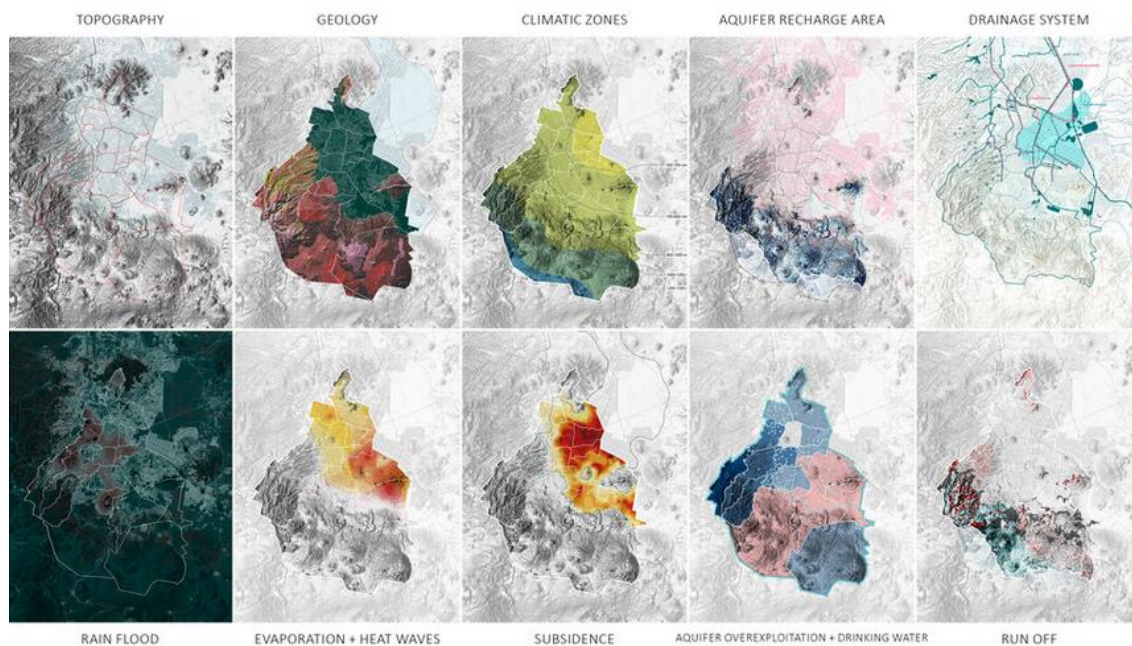 TOPOGRAPHY
GEOLOGY
CLIMATIC ZONES
AQUIFER RECHARGE AREA
DRAINAGE SYSTEM
RAIN FLOOD
EVAPORATION + HEAT WAVES
SUBSIDENCE
AQUIFER OVEREXPLOITATION + DRINKING WATER
RUN OFF